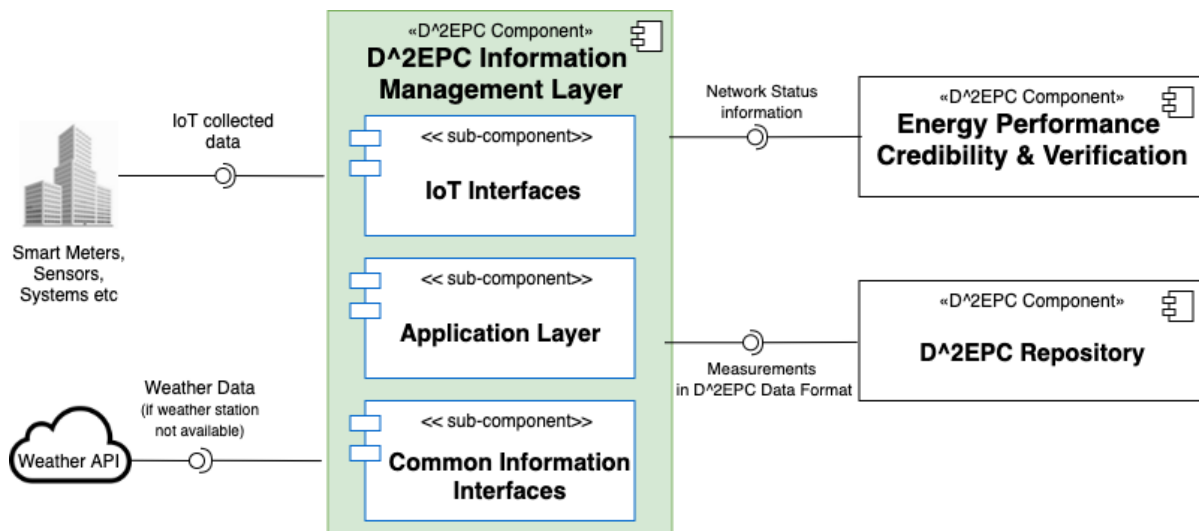 «D^2EPC Component»
D^2EPC Information
Management Layer
<< sub-component>>
IoT Interfaces
<< sub-component>>
Application Layer
<< sub-component>>
Common Information
Interfaces
IoT collected
data
Smart Meters,
Sensors,
Systems etc
Weather Data
(if weather station
not available)
Weather API
Network Status
information
«D^2EPC Component»
Energy Performance
Credibility & Verification
Measurements
in D^2EPC Data Format
«D^2EPC Component»
D^2EPC Repository